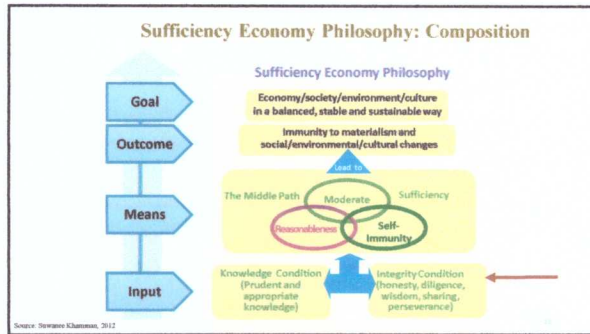 Sufficiency Economy Philosophy: Composition
Sufficiency Economy Philosophy
Goal
Economy/society/environment/culture
in a balanced, stable and sustainable way
Outcome
Immunity to materialism and
social/environmental/cultural changes
Lead to
Means
The Middle Path
Moderate
Sufficiency
Reasonableness
Self-
Immunity
Input
Knowledge Condition
(Prudent and
appropriate
knowledge)
Integrity Condition
(honesty, diligence,
wisdom, sharing,
perseverance)
Source: Suwanee Khamman, 2012